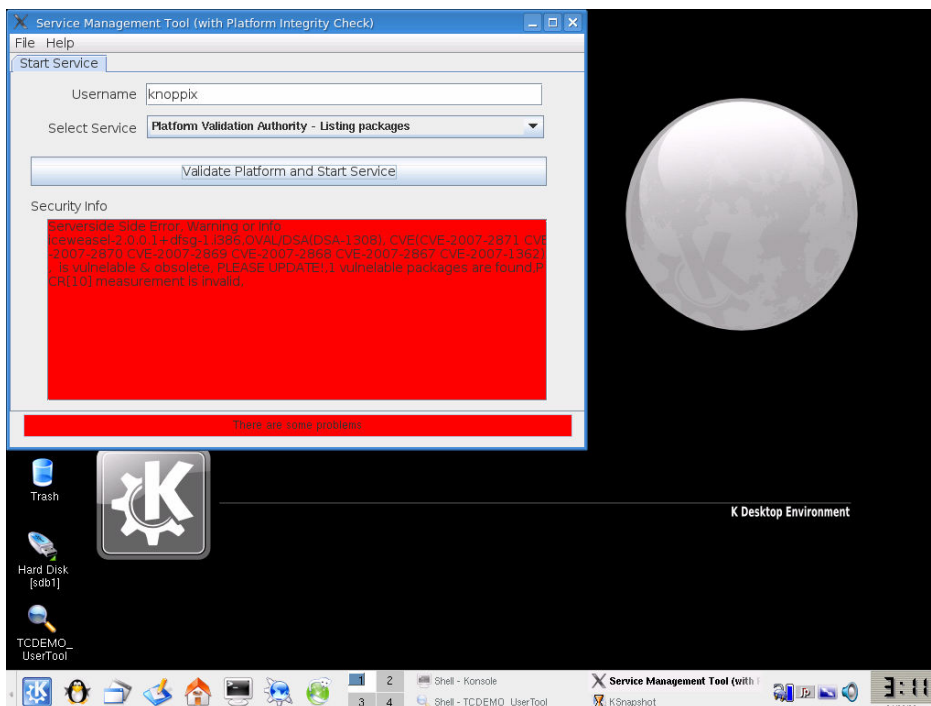 Service Management Tool (with Platform Integrity Check)
File Help
Start Service
Username knoppix
Select Service Platform Validation Authority - Listing packages
Validate Platform and Start Service
Security Info
Serverside Side Error, Warning or Info
iceweasel-2.0.0.1+dfsg-1,i386,OVAL/DSA(DSA-1308), CVE(CVE-2007-2871 CVE
-2007-2870 CVE-2007-2869 CVE-2007-2868 CVE-2007-2867 CVE-2007-1362)
, is vulnelable & obsolete, PLEASE UPDATE!,1 vulnelable packages are found,P
CR[10] measurement is invalid,
There are some problems
Trash
K Desktop Environment
Hard Disk
[sdb1]
TCDEMO_
UserTool
1 2 Shell - Konsole Service Management Tool (with
3 4 Shell - TCDEMO_UserTool KSnapshot
3:11